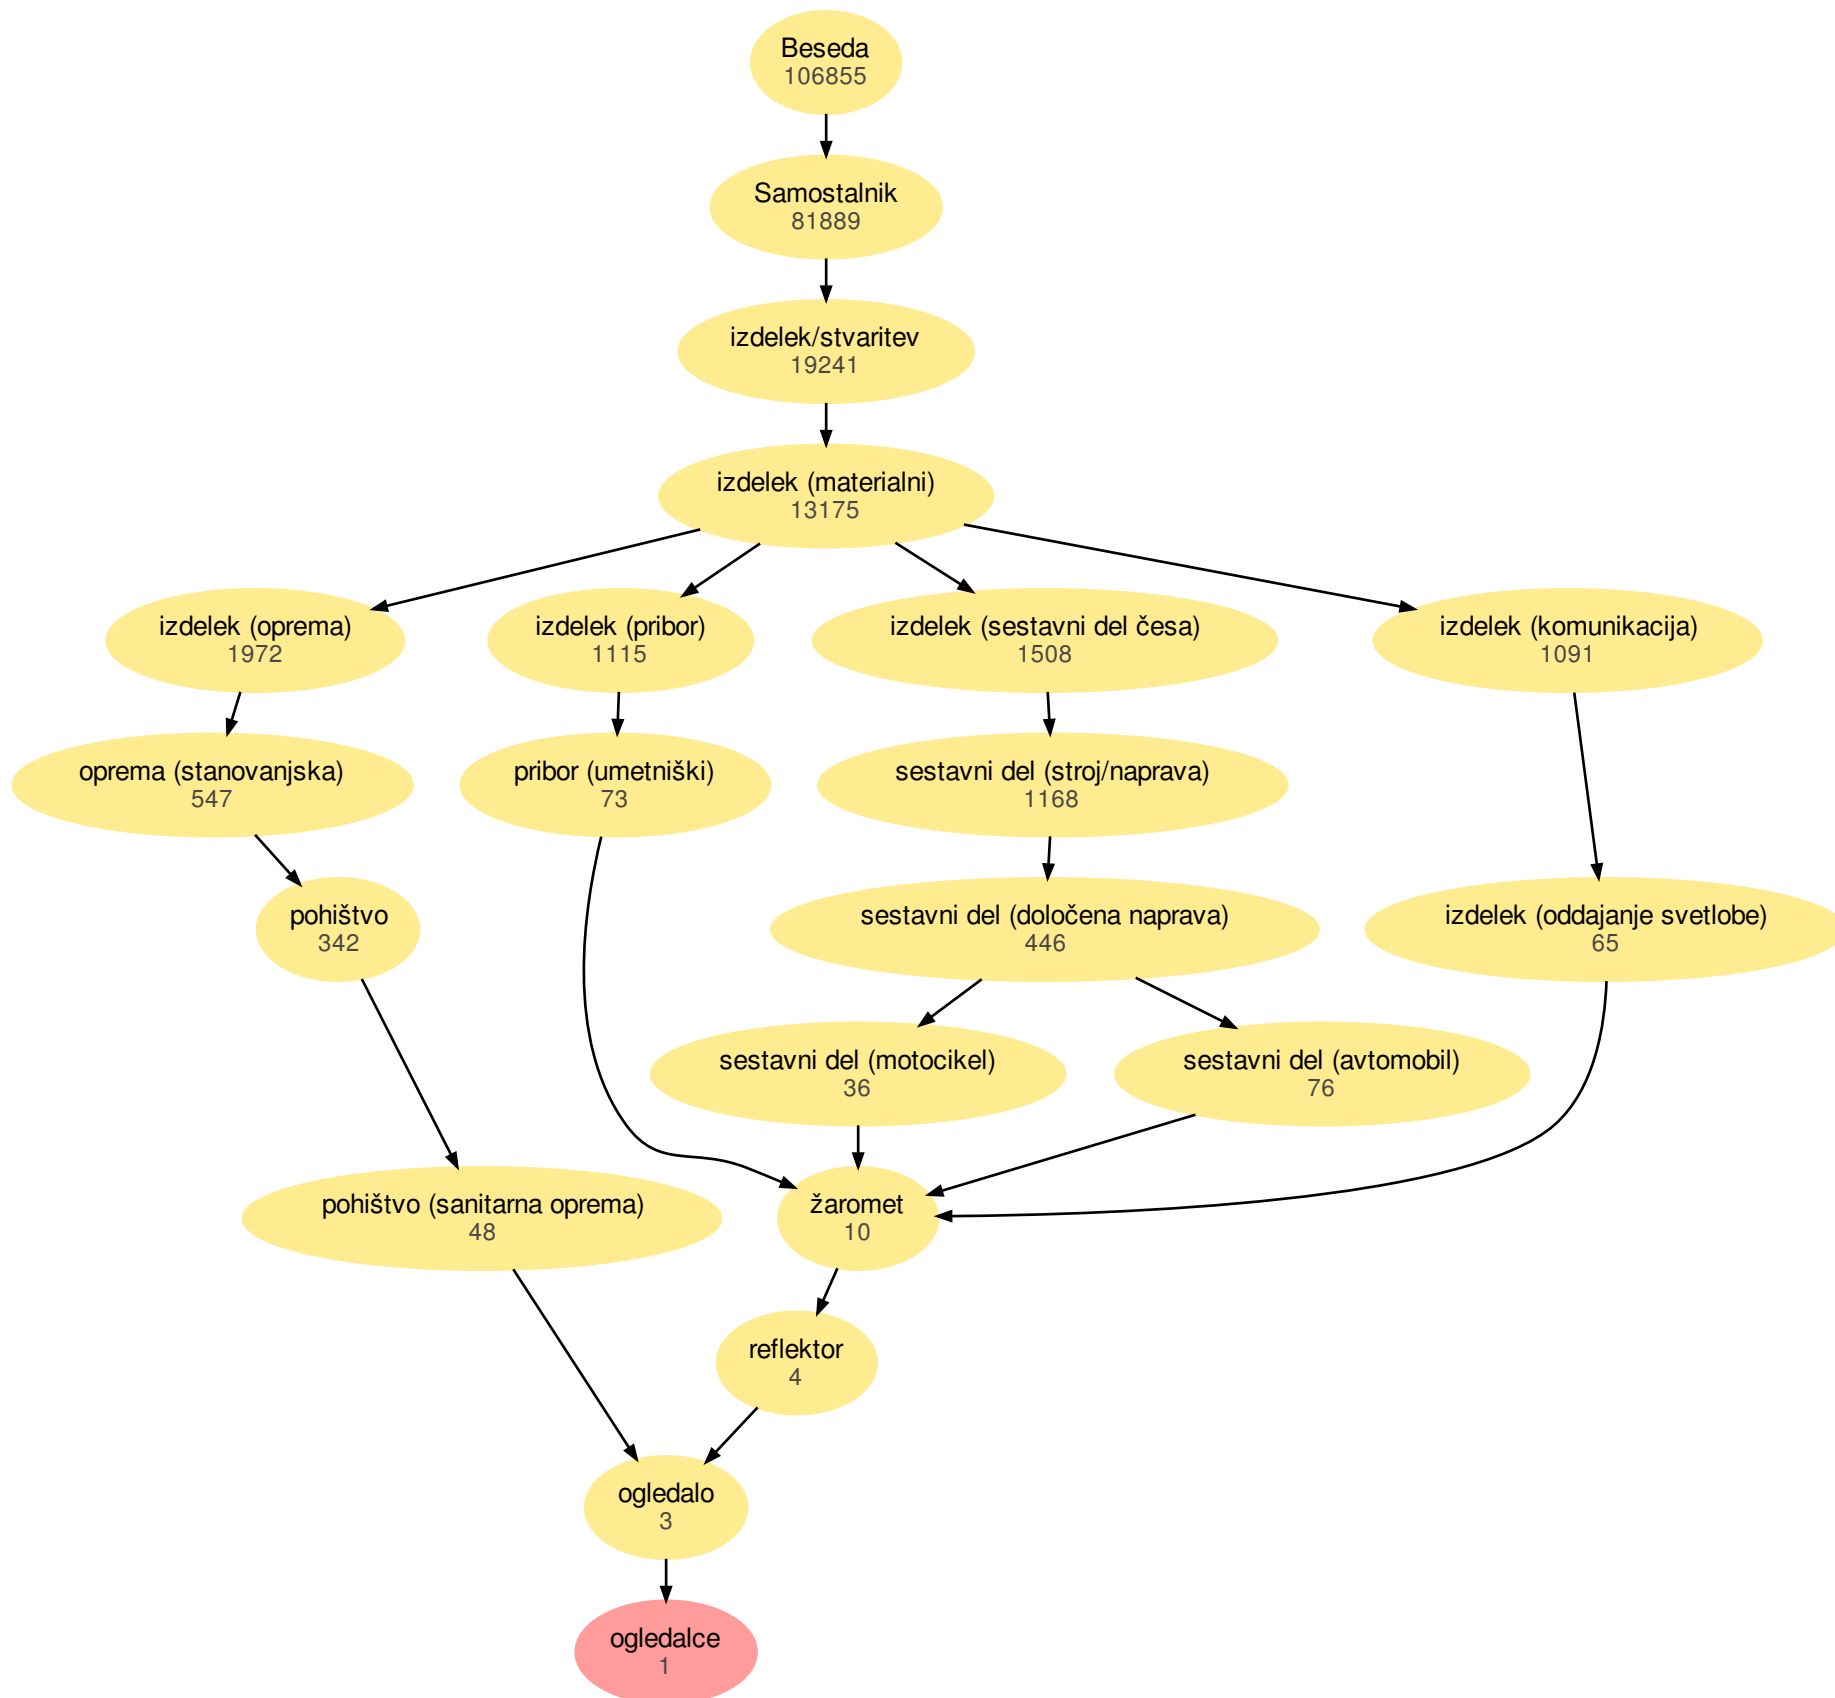 Beseda
106855
Samostalnik
81889
izdelek/stvaritev
19241
izdelek (materialni)
13175
izdelek (oprema)
1972
izdelek (pribor)
1115
izdelek (sestavni del česa)
1508
izdelek (komunikacija)
1091
oprema (stanovanjska)
547
pribor (umetniški)
73
sestavni del (stroj/naprava)
1168
pohištvo
342
sestavni del (določena naprava)
446
izdelek (oddajanje svetlobe)
65
sestavni del (motocikel)
36
sestavni del (avtomobil)
76
pohištvo (sanitarna oprema)
48
žaromet
10
reflektor
4
ogledalo
3
ogledalce
1